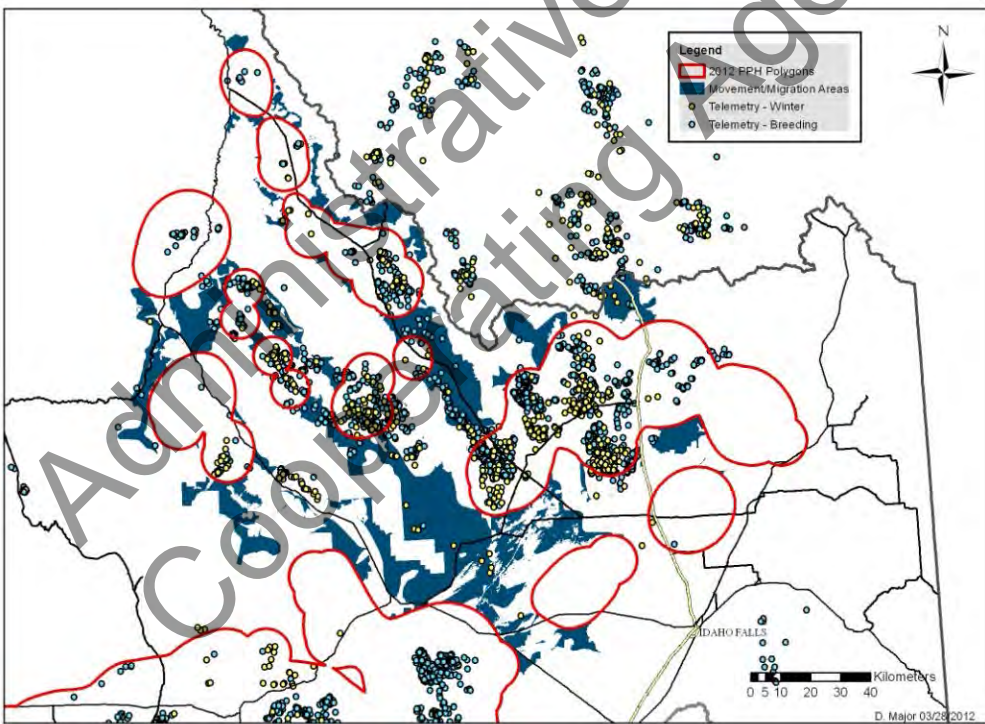 N
Legend
2012 PPH Polygons
Movement/Migration Areas
Telemetry - Winter
Telemetry - Breeding
Administrative
Cooperating
IDAHO FALLS
Kilometers
0 5 10 20 30 40
D. Major 03/28/2012